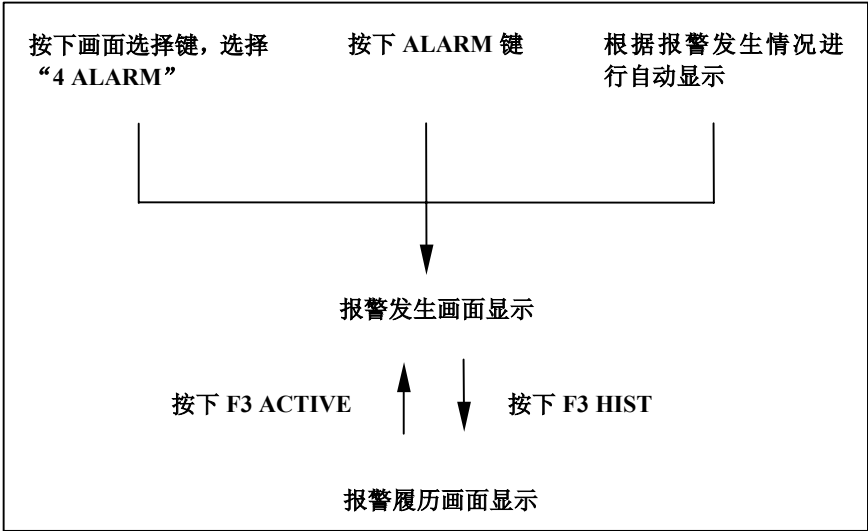 按下画面选择键，选择
“4 ALARM”
按下 ALARM 键
根据报警发生情况进
行自动显示
报警发生画面显示
按下 F3 ACTIVE
按下 F3 HIST
报警履历画面显示